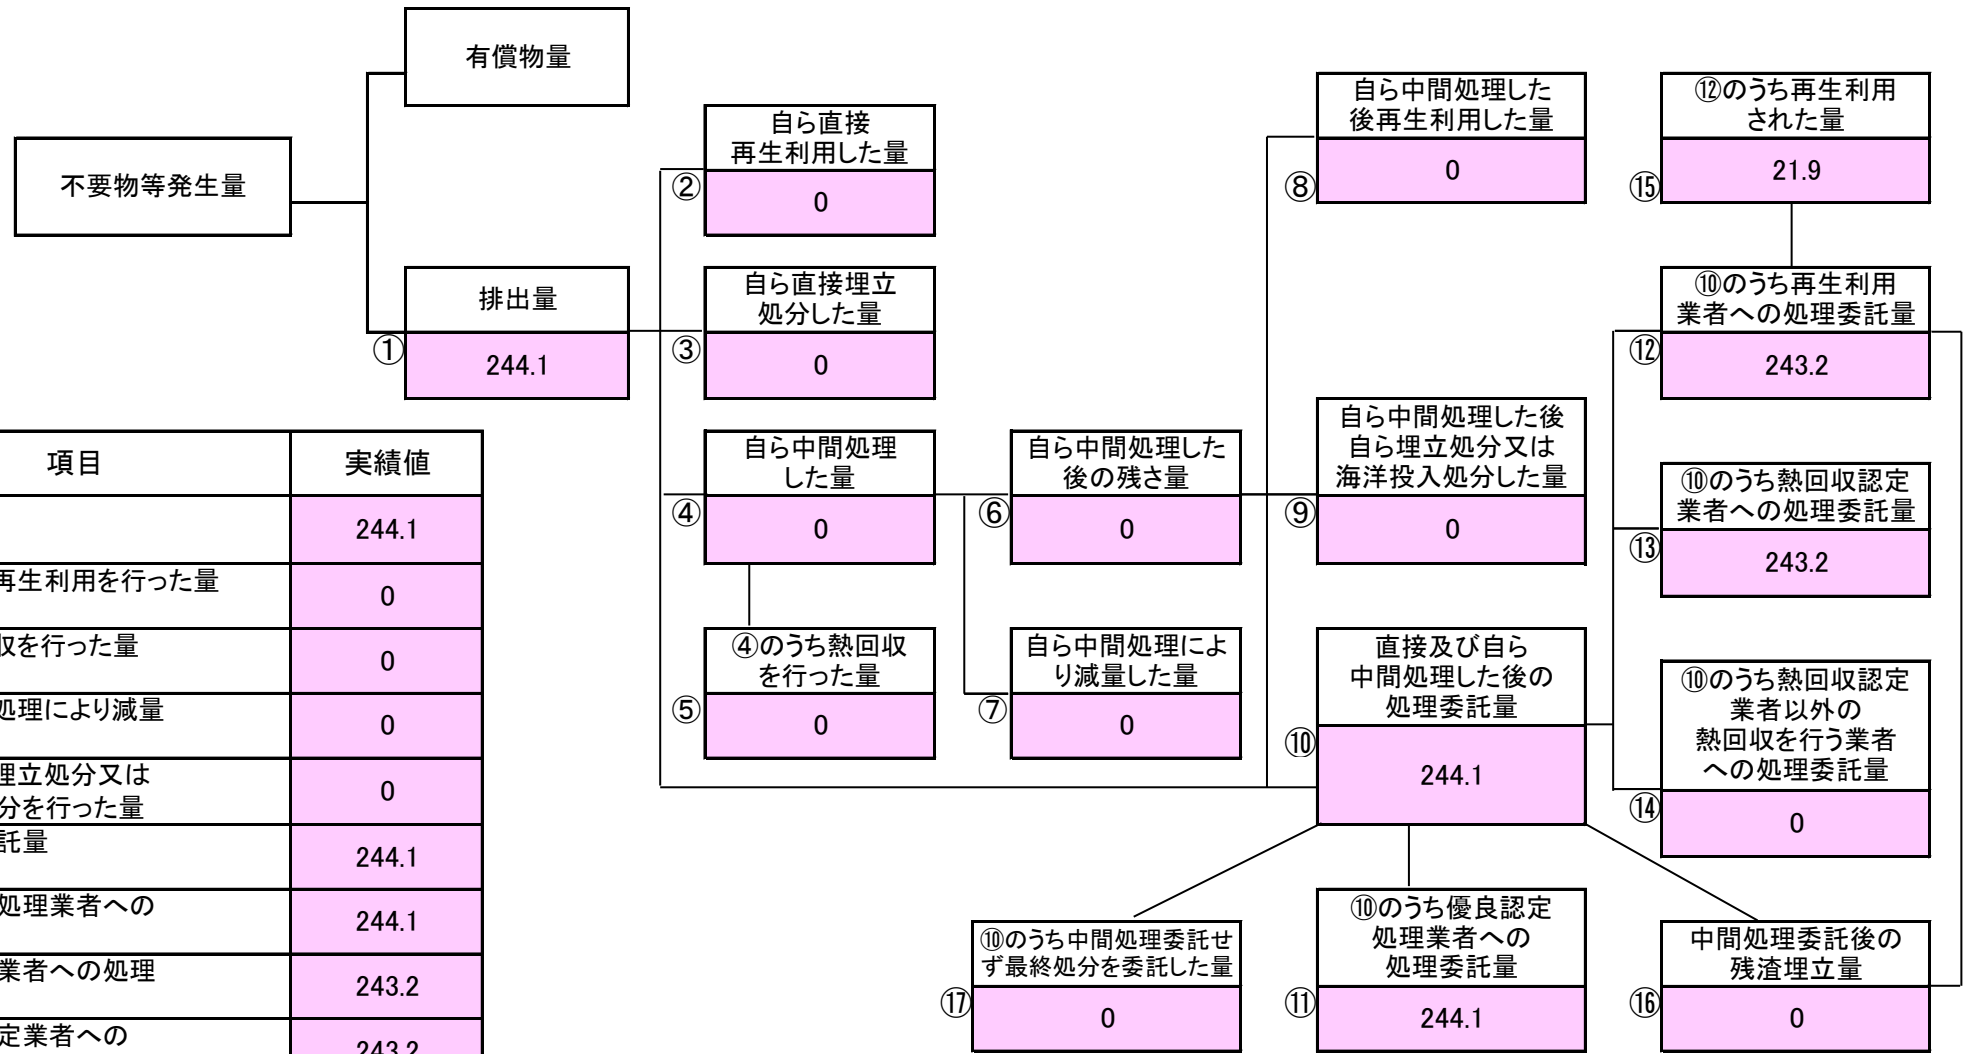 有償物量
不要物等発生量
排出量
①
244.1
自ら直接
再生利用した量
②
0
自ら直接埋立
処分した量
③
0
自ら中間処理
した量
④
0
④のうち熱回収
を行った量
⑤
0
自ら中間処理した
後の残さ量
⑥
0
自ら中間処理によ
り減量した量
⑦
0
自ら中間処理した
後再生利用した量
⑧
0
自ら中間処理した後
自ら埋立処分又は
海洋投入処分した量
⑨
0
直接及び自ら
中間処理した後の
処理委託量
⑩
244.1
⑫のうち再生利用
された量
⑮
21.9
⑩のうち再生利用
業者への処理委託量
⑫
243.2
⑩のうち熱回収認定
業者への処理委託量
⑬
243.2
⑩のうち熱回収認定
業者以外の
熱回収を行う業者
への処理委託量
⑭
0
⑩のうち中間処理委託せ
ず最終処分を委託した量
⑰
0
⑩のうち優良認定
処理業者への
処理委託量
⑪
244.1
中間処理委託後の
残渣埋立量
⑯
0
項目 実績値
244.1
再生利用を行った量
0
収を行った量
0
処理により減量
0
埋立処分又は
分を行った量
0
託量
244.1
処理業者への
244.1
業者への処理
243.2
定業者への
243.2